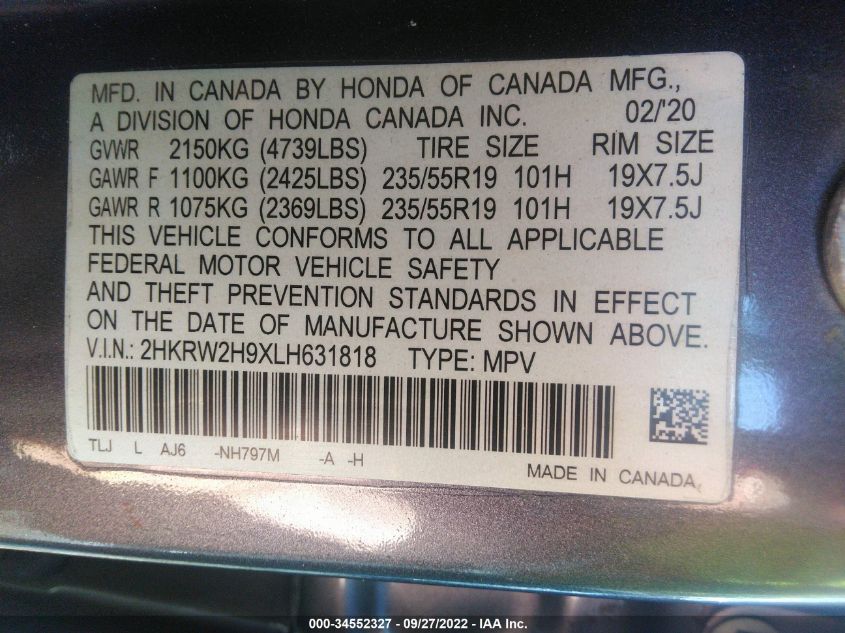 MFD. IN CANADA BY HONDA OF CANADA MFG.,
A DIVISION OF HONDA CANADA INC. 02/'20
GVWR 2150KG (4739LBS) TIRE SIZE RIM SIZE
GAWR F 1100KG (2425LBS) 235/55R19 101H 19X7.5J
GAWR R 1075KG (2369LBS) 235/55R19 101H 19X7.5J
THIS VEHICLE CONFORMS TO ALL APPLICABLE
FEDERAL MOTOR VEHICLE SAFETY
AND THEFT PREVENTION STANDARDS IN EFFECT
ON THE DATE OF MANUFACTURE SHOWN ABOVE.
V.I.N.: 2HKRW2H9XLH631818 TYPE: MPV
TLJ L AJ6 -NH797M -A -H
MADE IN CANADA
000-34552327 - 09/27/2022 - IAA Inc.